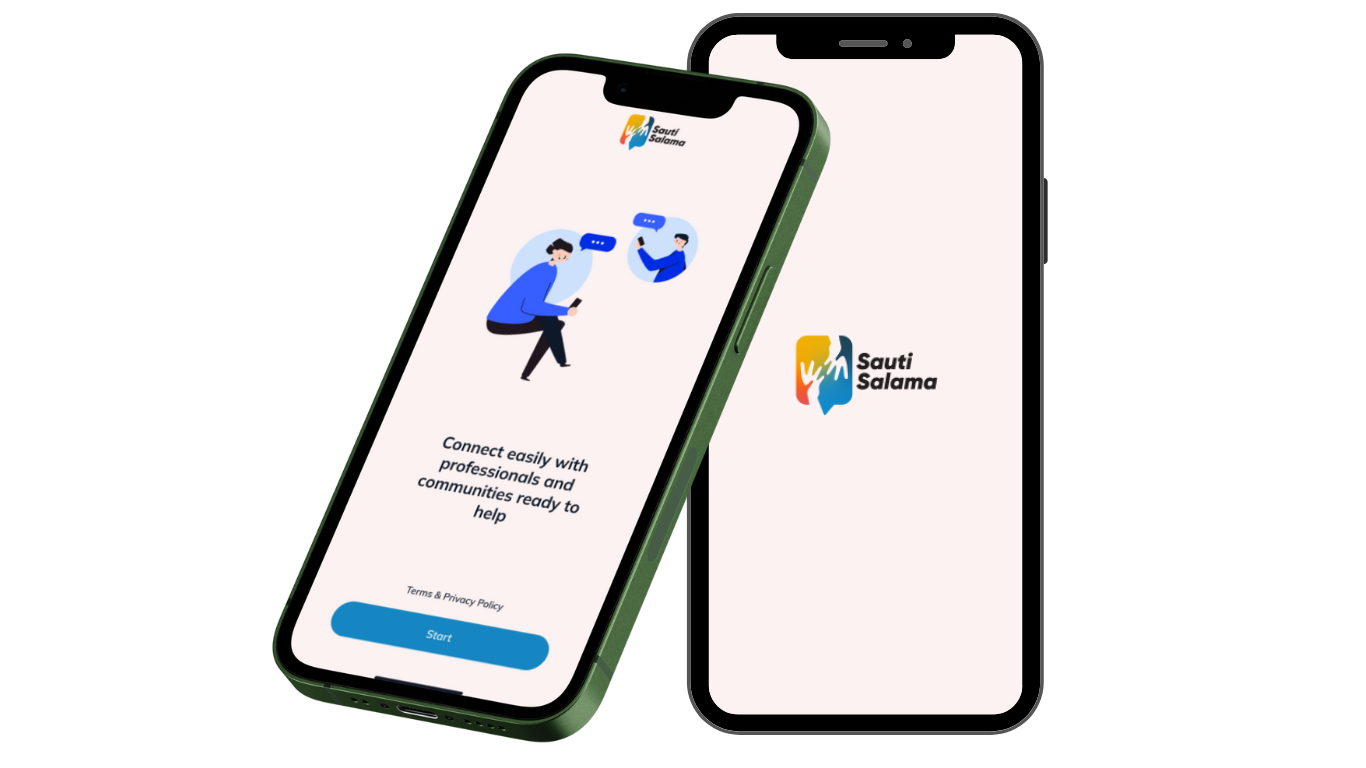 Sauti
Salama
Connect easily with
professionals and
communities ready to
help
Terms & Privacy Policy
Start
Sauti
Salama